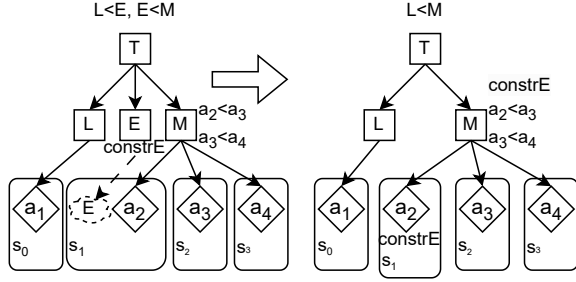 L<E, E<M
T
L
E
M
a2<a3
a3<a4
constrE
a1
E
a2
a3
a4
s0
s1
s2
s3
L<M
T
constrE
L
M
a2<a3
a3<a4
a1
a2
a3
a4
constrE
s0
s1
s2
s3